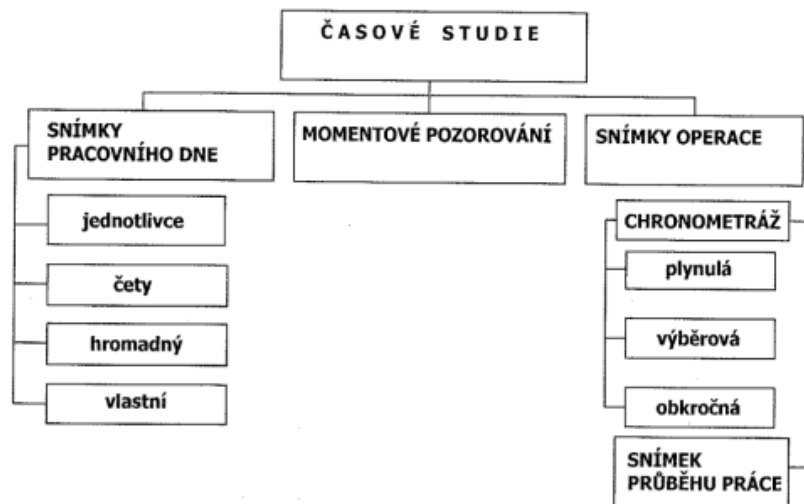 ČASOVÉ STUDIE
SNÍMKY
PRACOVNÍHO DNE
MOMENTOVÉ POZOROVÁNÍ
SNÍMKY OPERACE
jednotlivce
čety
hromadný
vlastní
CHRONOMETRÁŽ
plynulá
výběrová
obkročná
SNÍMEK
PRŮBĚHU PRÁCE